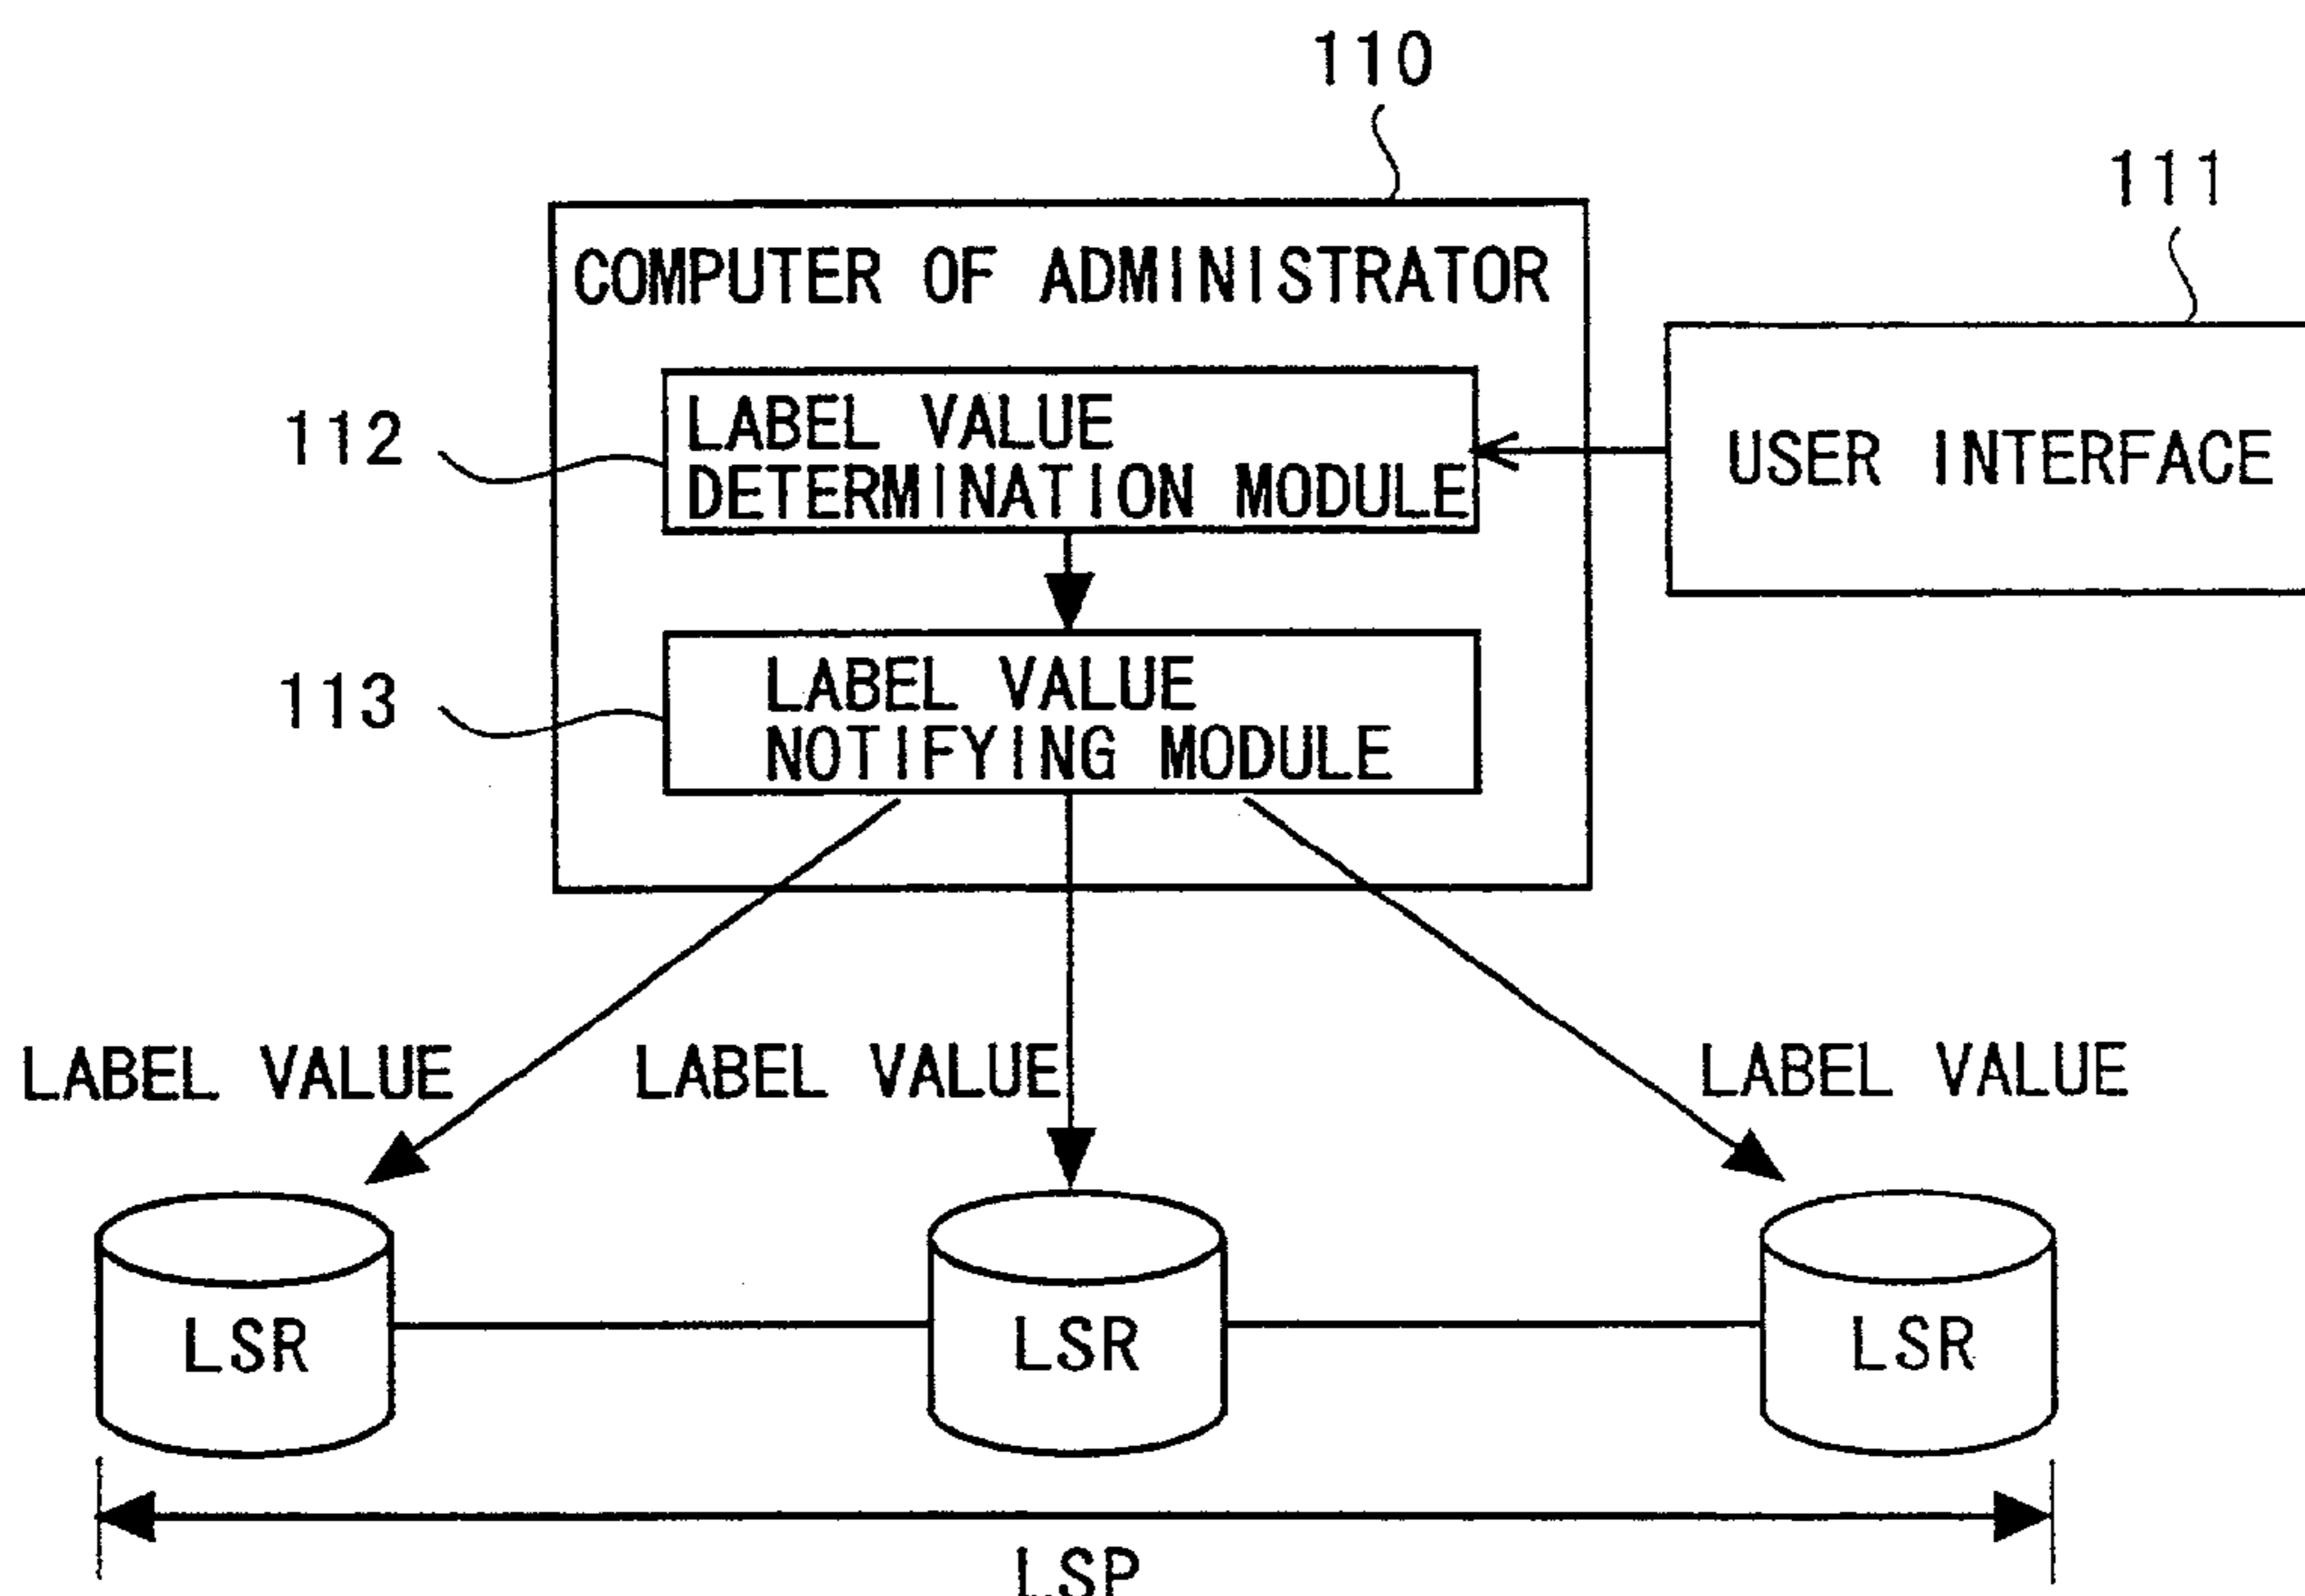 110
111
COMPUTER OF ADMINISTRATOR
112
LABEL VALUE
DETERMINATION MODULE
USER INTERFACE
113
LABEL VALUE
NOTIFYING MODULE
LABEL VALUE
LABEL VALUE
LABEL VALUE
LSR
LSR
LSR
LSP